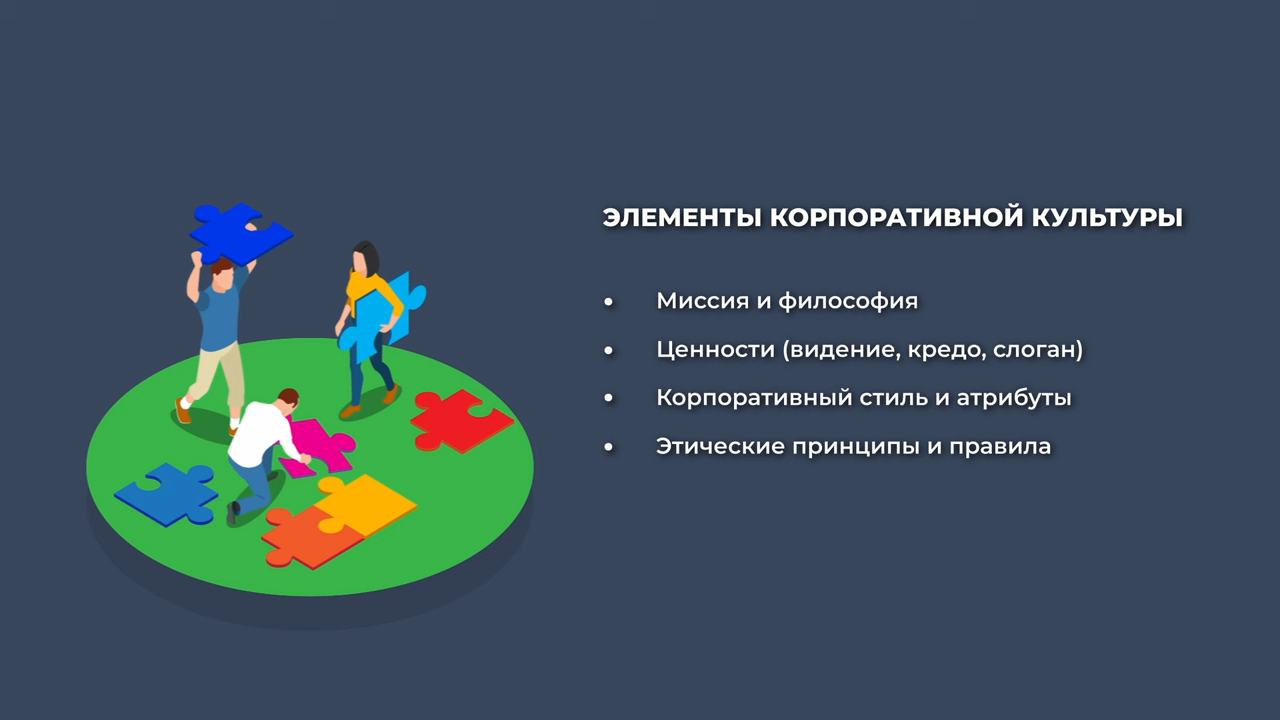 ЭЛЕМЕНТЫ КОРПОРАТИВНОЙ КУЛЬТУРЫ
• Миссия и философия
• Ценности (видение, кредо, слоган)
• Корпоративный стиль и атрибуты
• Этические принципы и правила